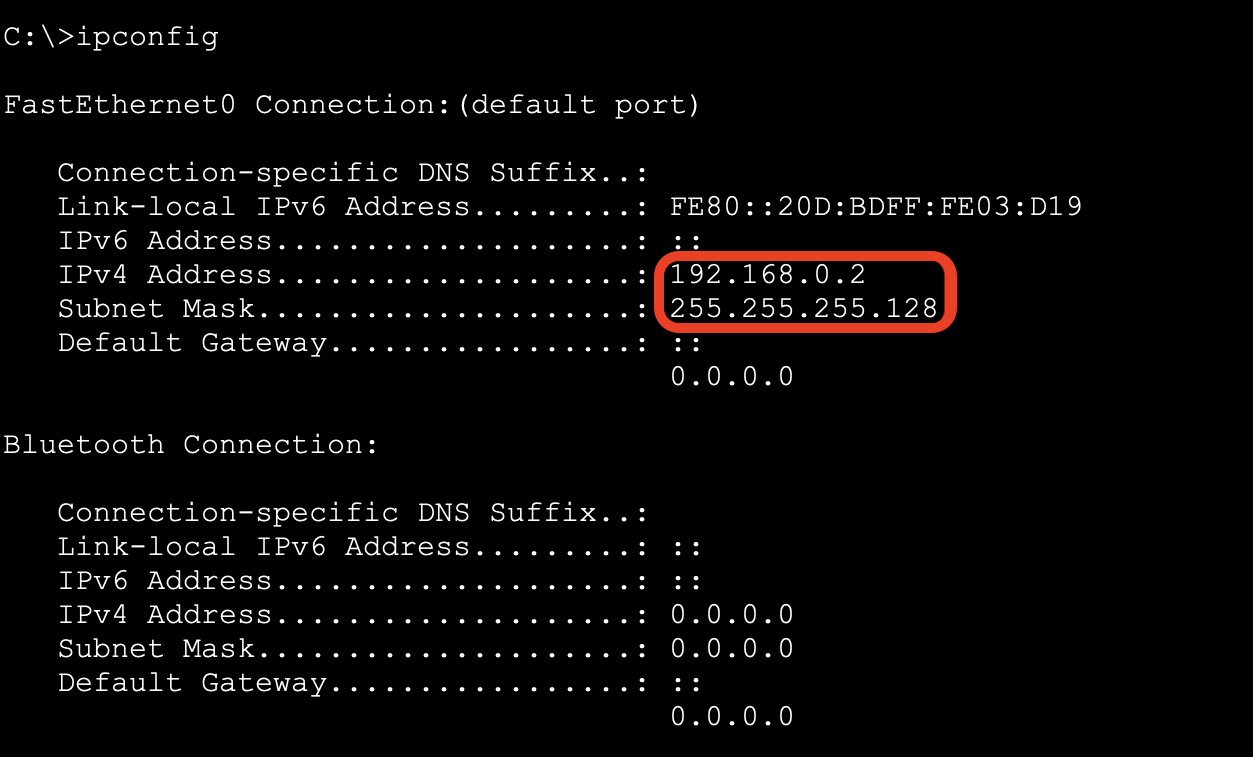 C:\>ipconfig
FastEthernet0 Connection:(default port)
Connection-specific DNS Suffix..:
Link-local IPv6 Address.........: FE80::20D:BDFF:FE03:D19
IPv6 Address....................: ::
IPv4 Address....................: 192.168.0.2
Subnet Mask.....................: 255.255.255.128
Default Gateway.................: ::
0.0.0.0
Bluetooth Connection:
Connection-specific DNS Suffix..:
Link-local IPv6 Address.........: ::
IPv6 Address....................: ::
IPv4 Address....................: 0.0.0.0
Subnet Mask.....................: 0.0.0.0
Default Gateway.................: ::
0.0.0.0